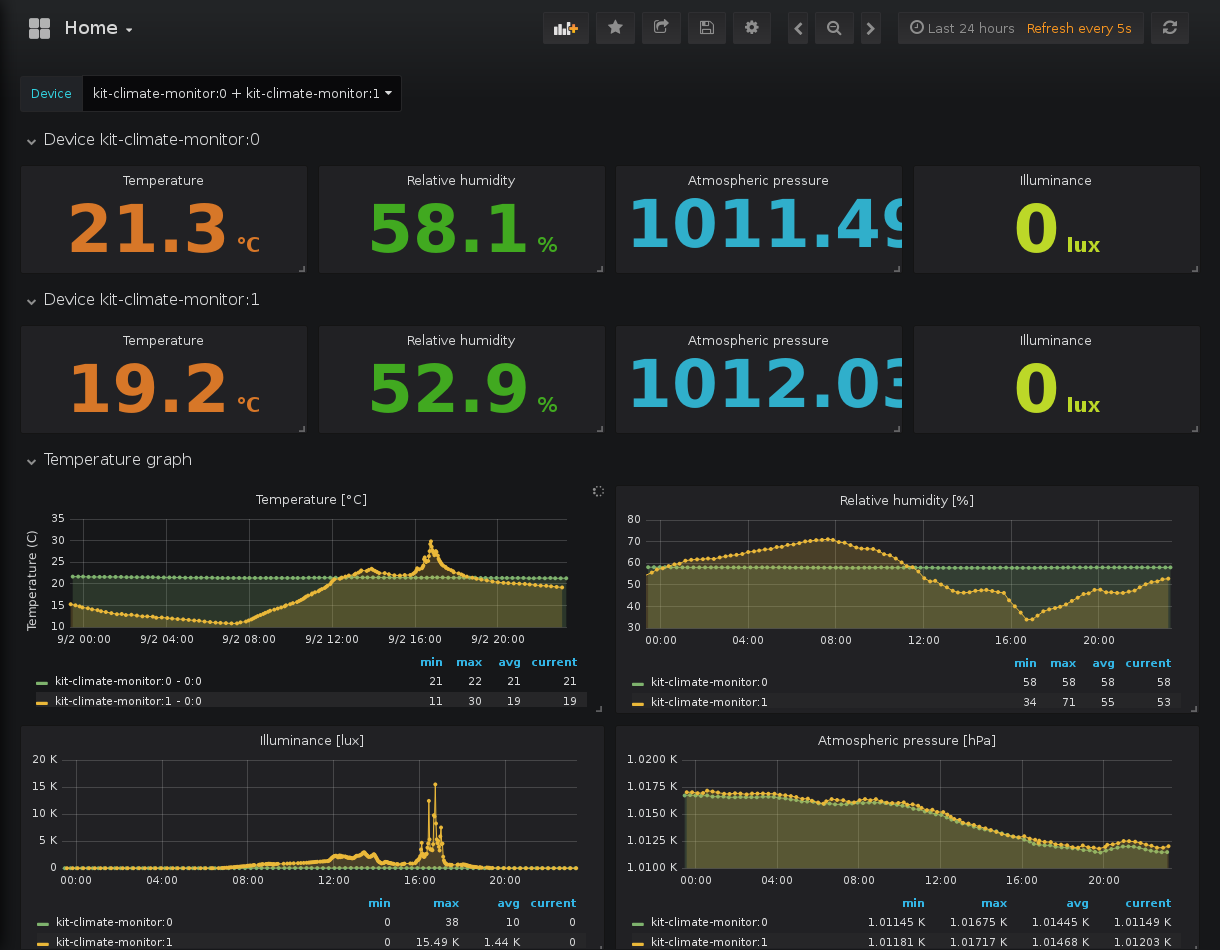 Home
Last 24 hours Refresh every 5s
Device kit-climate-monitor:0 + kit-climate-monitor:1
Device kit-climate-monitor:0
Temperature Relative humidity Atmospheric pressure Illuminance
21.3 °C 58.1 % 1011.49 0 lux
Device kit-climate-monitor:1
Temperature Relative humidity Atmospheric pressure Illuminance
19.2 °C 52.9 % 1012.03 0 lux
Temperature graph
Temperature [°C]
Temperature (C)
35
30
25
20
15
10
9/2 00:00 9/2 04:00 9/2 08:00 9/2 12:00 9/2 16:00 9/2 20:00
min max avg current
kit-climate-monitor:0 - 0:0 21 22 21 21
kit-climate-monitor:1 - 0:0 11 30 19 19
Relative humidity [%]
80
70
60
50
40
30
00:00 04:00 08:00 12:00 16:00 20:00
min max avg current
kit-climate-monitor:0 58 58 58 58
kit-climate-monitor:1 34 71 55 53
Illuminance [lux]
20 K
15 K
10 K
5 K
0
00:00 04:00 08:00 12:00 16:00 20:00
min max avg current
kit-climate-monitor:0 0 38 10 0
kit-climate-monitor:1 0 15.49 K 1.44 K 0
Atmospheric pressure [hPa]
1.0200 K
1.0175 K
1.0150 K
1.0125 K
1.0100 K
00:00 04:00 08:00 12:00 16:00 20:00
min max avg current
kit-climate-monitor:0 1.01145 K 1.01675 K 1.01445 K 1.01149 K
kit-climate-monitor:1 1.01181 K 1.01717 K 1.01468 K 1.01203 K